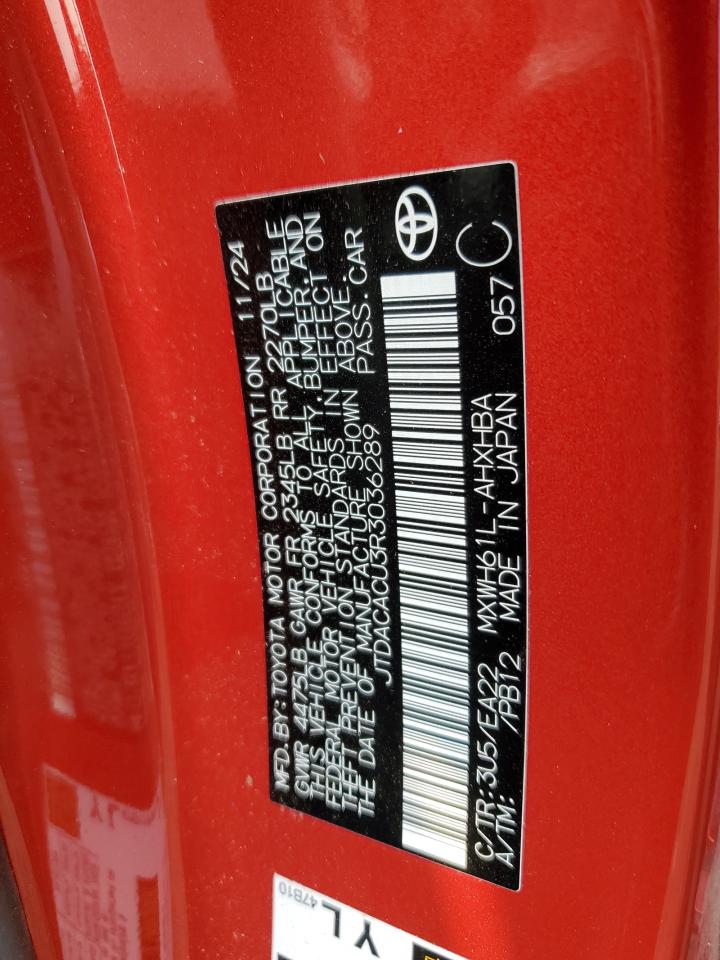 MFD.BY:TOYOTA MOTOR CORPORATION 11/24
GVWR 4475LB GAWR FR 2345LB RR 2270LB
THIS VEHICLE CONFORMS TO ALL APPLICABLE
FEDERAL MOTOR VEHICLE SAFETY,BUMPER,AND
THEFT PREVENTION STANDARDS IN EFFECT ON
THE DATE OF MANUFACTURE SHOWN ABOVE.
JTDACACU3R3036289 PASS.CAR
C/TR:3U5/EA22 MXWH61L-AHXHBA 057 C
A/TM: /PB12 MADE IN JAPAN
YL
47B10